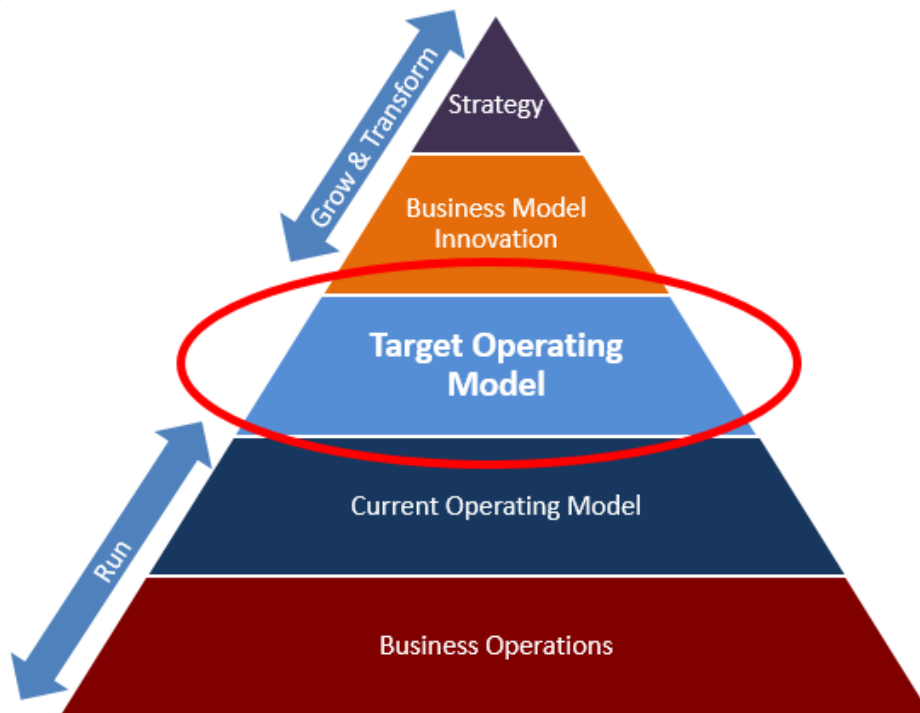 Grow & Transform
Strategy
Business Model
Innovation
Target Operating
Model
Run
Current Operating Model
Business Operations